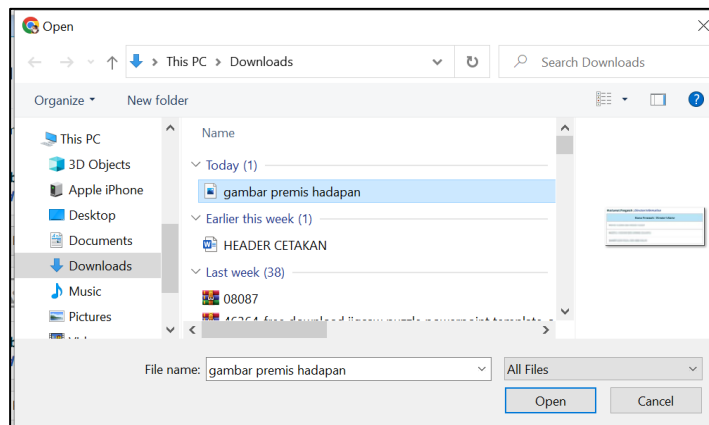 Open
This PC > Downloads
Search Downloads
Organize
New folder
Name
This PC
3D Objects
Apple iPhone
Desktop
Documents
Downloads
Music
Pictures
Today (1)
gambar premis hadapan
Earlier this week (1)
HEADER CETAKAN
Last week (38)
08087
File name: gambar premis hadapan
All Files
Open
Cancel